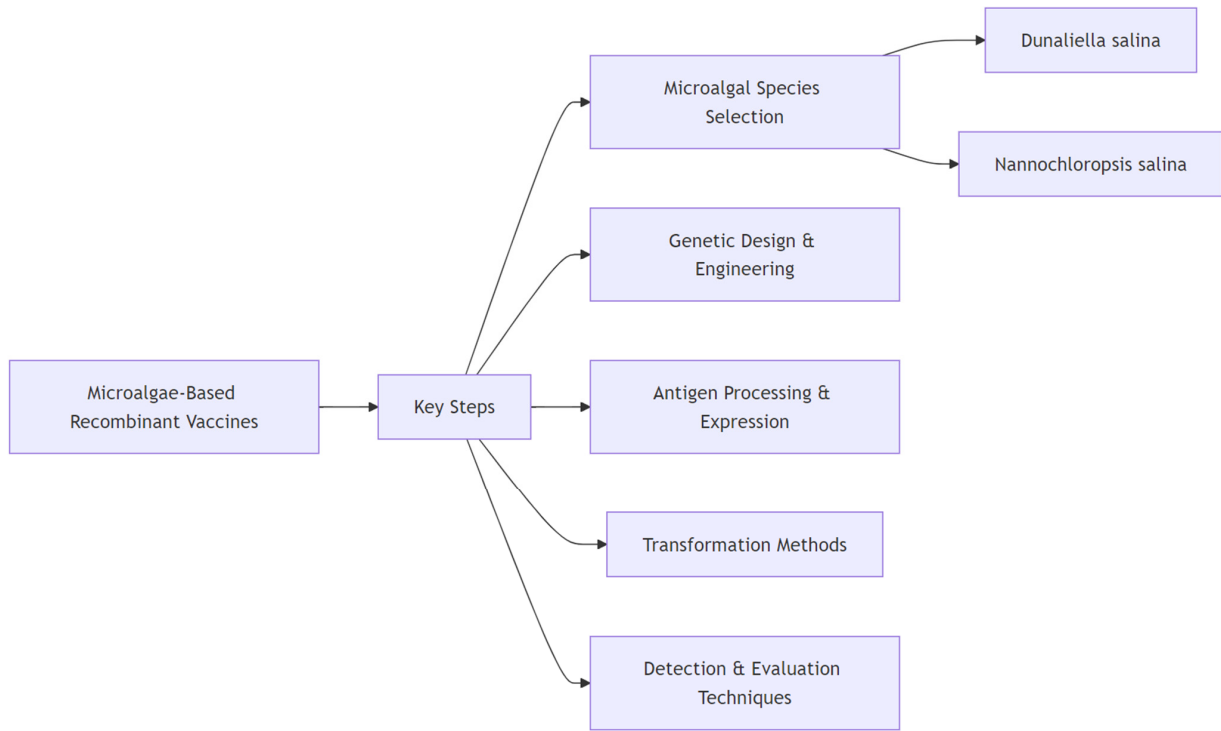 Dunaliella salina
Microalgal Species
Selection
Nannochloropsis salina
Genetic Design &
Engineering
Microalgae-Based
Recombinant Vaccines
Key Steps
Antigen Processing &
Expression
Transformation Methods
Detection & Evaluation
Techniques